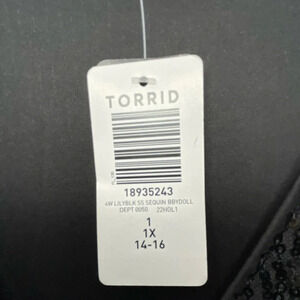 TORRID
18935243
4W LILYBLK SS SEQUIN BBYDOLL
DEPT 0050 22HOL1
1
1X
14-16